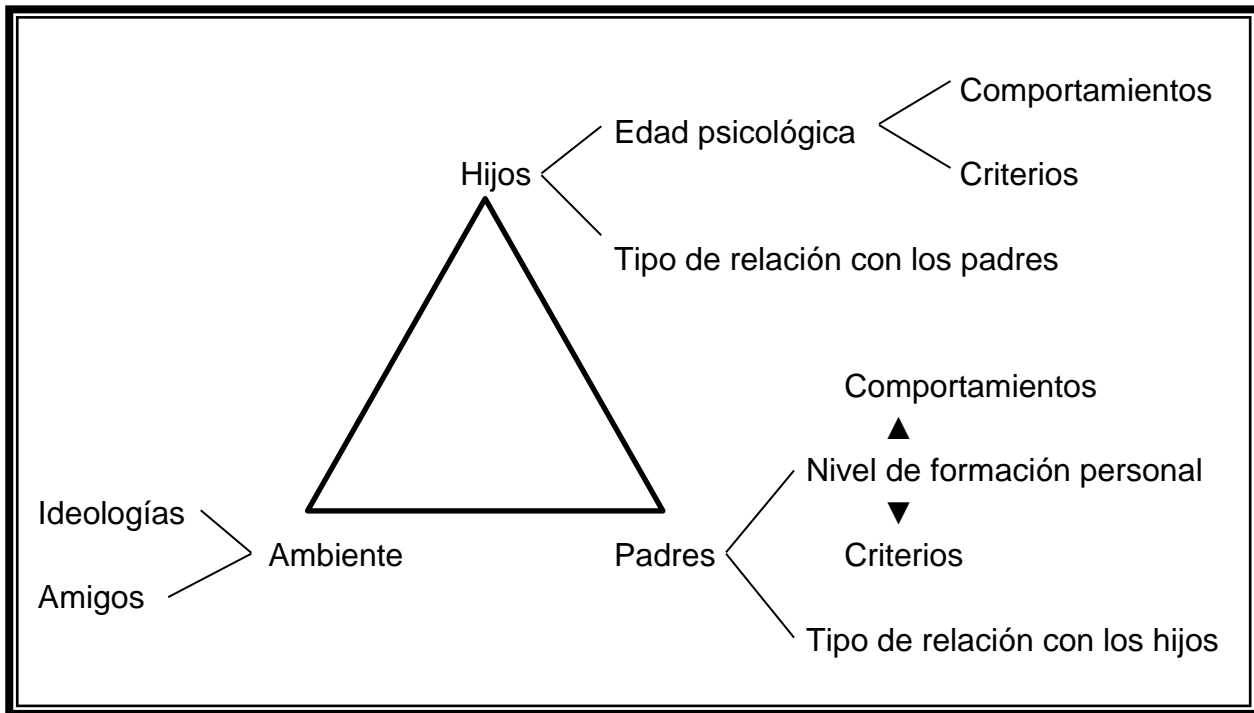 Comportamientos
Edad psicológica
Hijos
Criterios
Tipo de relación con los padres
Comportamientos
▲
Nivel de formación personal
Ideologías
▼
Ambiente
Padres
Criterios
Amigos
Tipo de relación con los hijos